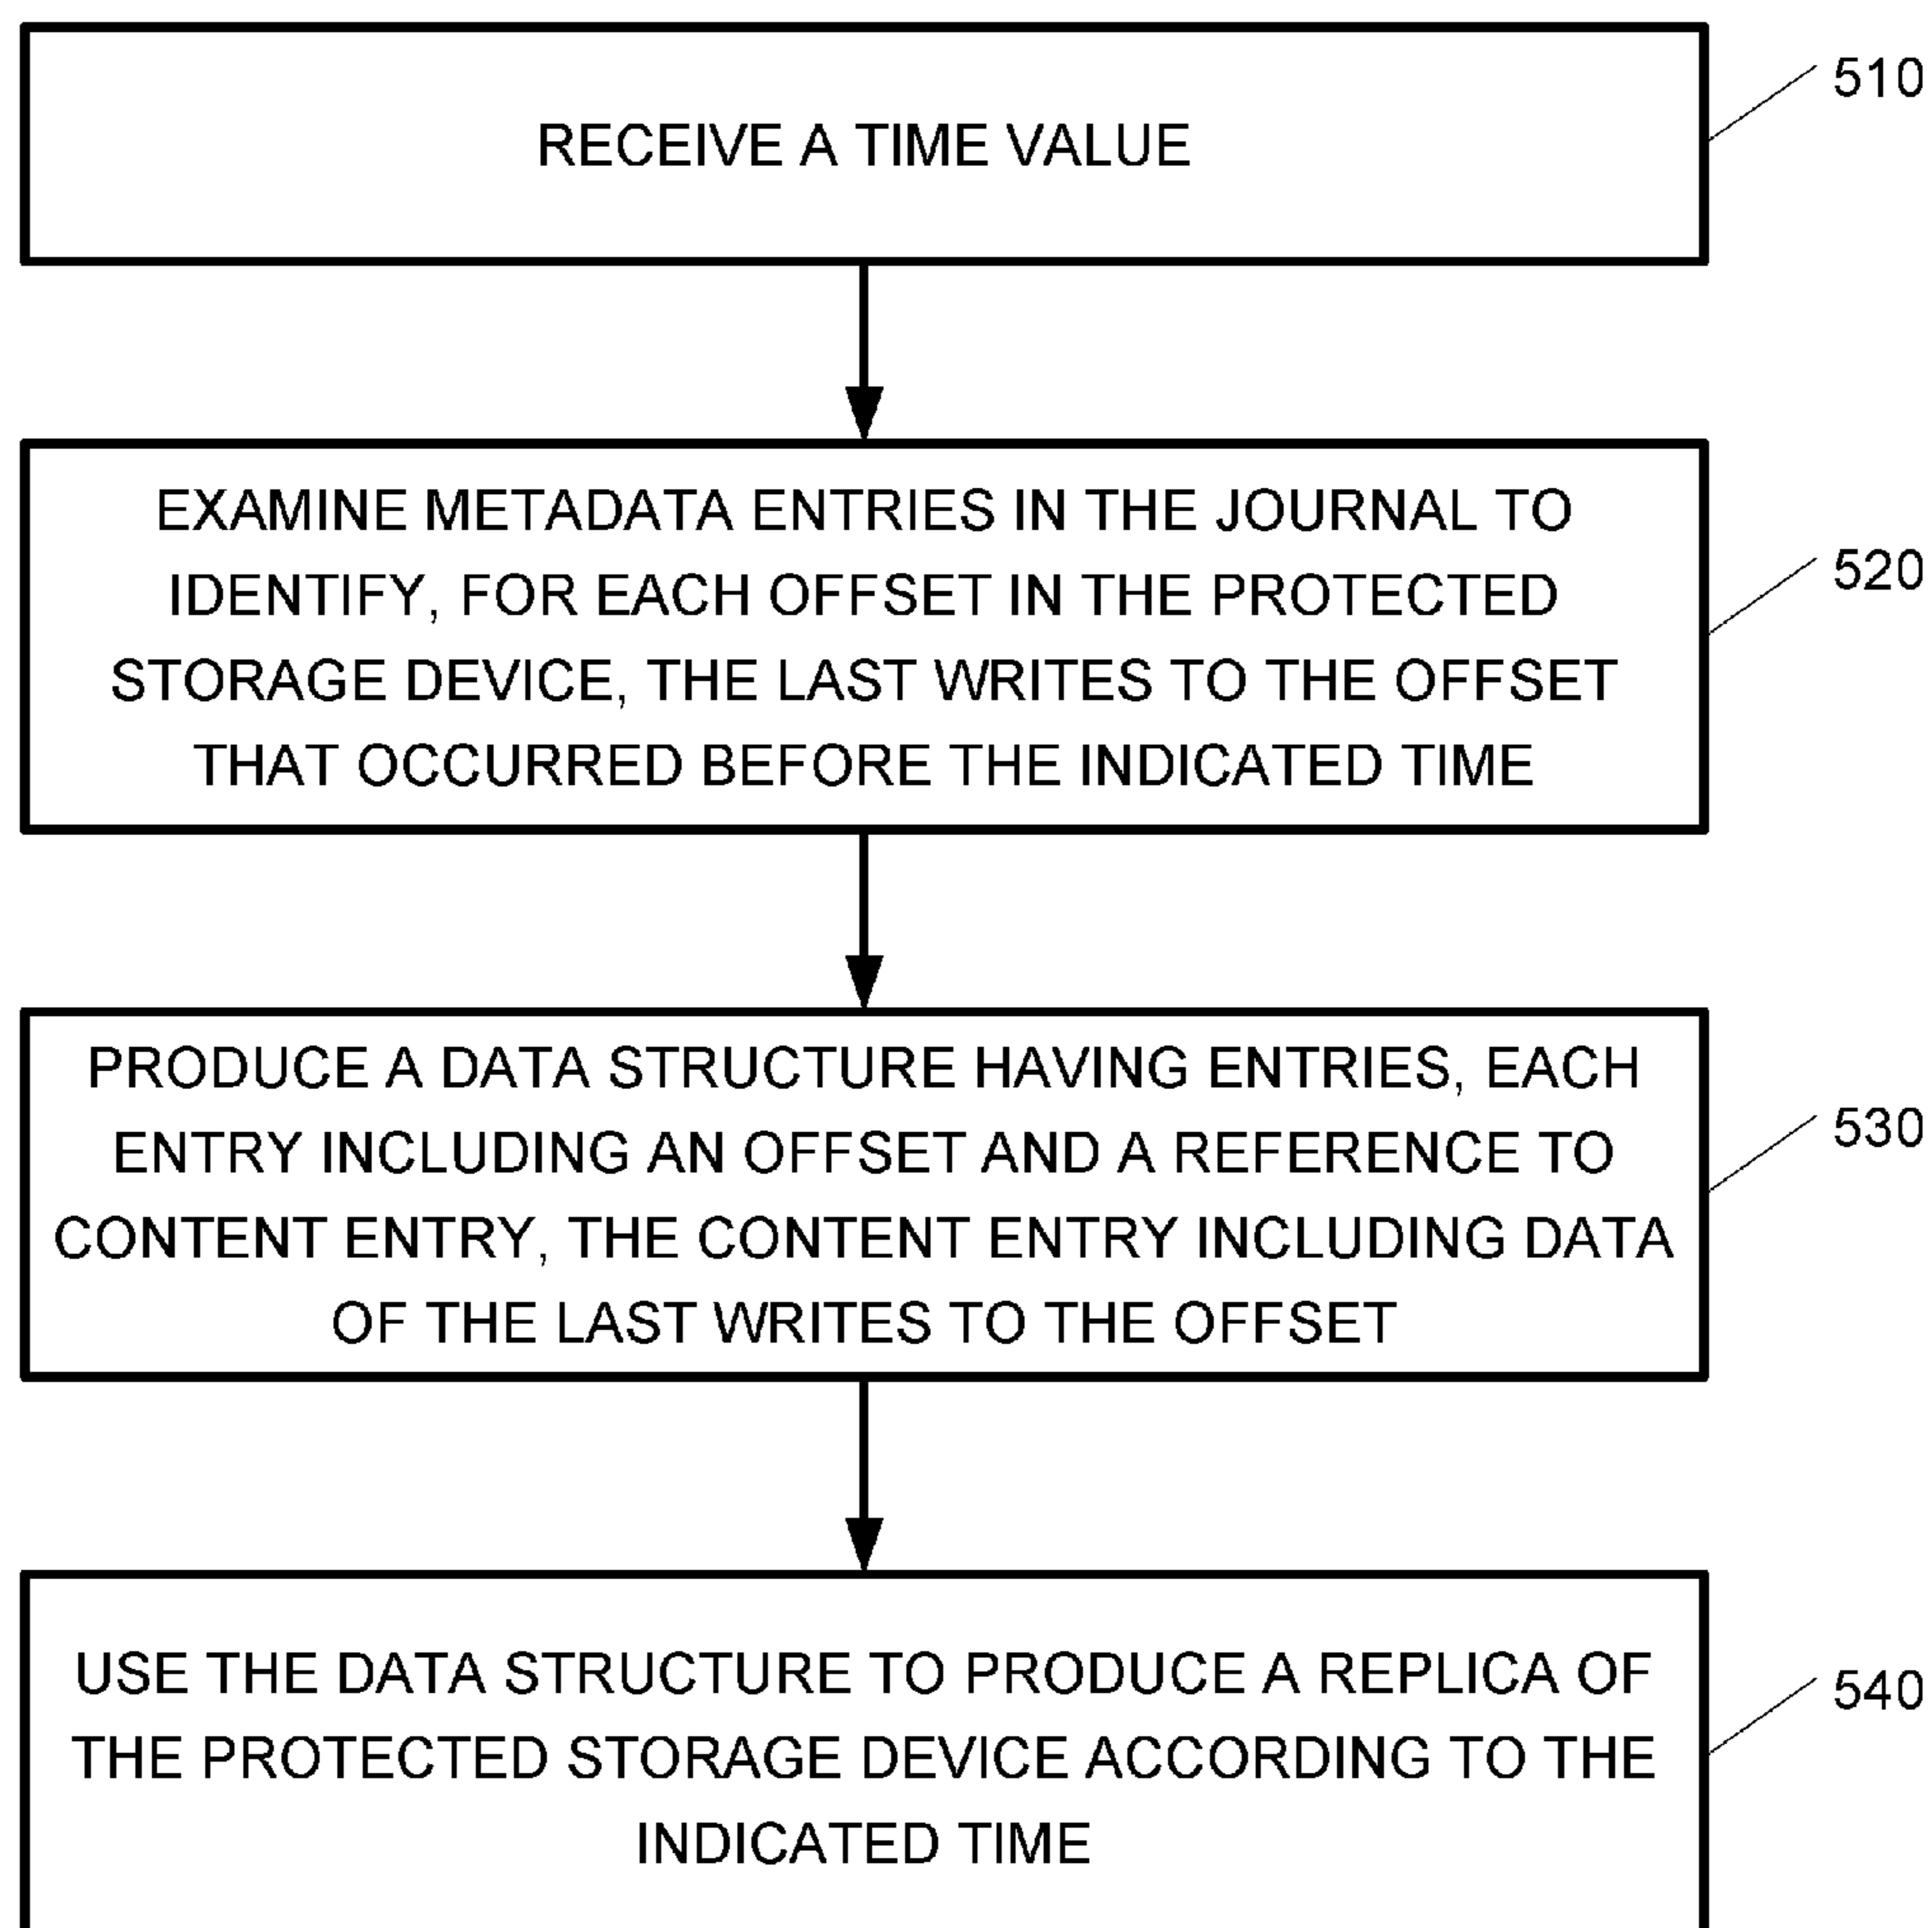 RECEIVE A TIME VALUE
510
EXAMINE METADATA ENTRIES IN THE JOURNAL TO
IDENTIFY, FOR EACH OFFSET IN THE PROTECTED
STORAGE DEVICE, THE LAST WRITES TO THE OFFSET
THAT OCCURRED BEFORE THE INDICATED TIME
520
PRODUCE A DATA STRUCTURE HAVING ENTRIES, EACH
ENTRY INCLUDING AN OFFSET AND A REFERENCE TO
CONTENT ENTRY, THE CONTENT ENTRY INCLUDING DATA
OF THE LAST WRITES TO THE OFFSET
530
USE THE DATA STRUCTURE TO PRODUCE A REPLICA OF
THE PROTECTED STORAGE DEVICE ACCORDING TO THE
INDICATED TIME
540